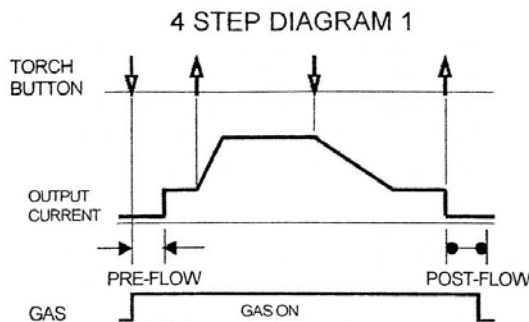 4 STEP DIAGRAM 1
TORCH
BUTTON
OUTPUT
CURRENT
PRE-FLOW
POST-FLOW
GAS
GAS ON